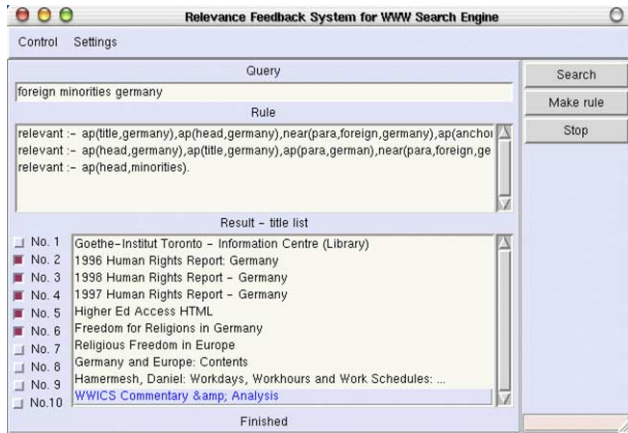 Relevance Feedback System for WWW Search Engine
Control Settings
Query
foreign minorities germany
Rule
relevant :- ap(title,germany),ap(head,germany),near(para,foreign,germany),ap(anchor
relevant :- ap(head,germany),ap(title,germany),ap(para,german),near(para,foreign,ge
relevant :- ap(head,minorities).
Result - title list
No. 1 Goethe-Institut Toronto - Information Centre (Library)
No. 2 1996 Human Rights Report: Germany
No. 3 1998 Human Rights Report - Germany
No. 4 1997 Human Rights Report - Germany
No. 5 Higher Ed Access HTML
No. 6 Freedom for Religions in Germany
No. 7 Religious Freedom in Europe
No. 8 Germany and Europe: Contents
No. 9 Hamermesh, Daniel: Workdays, Workhours and Work Schedules: ...
No.10 WWICS Commentary &amp; Analysis
Finished
Search
Make rule
Stop